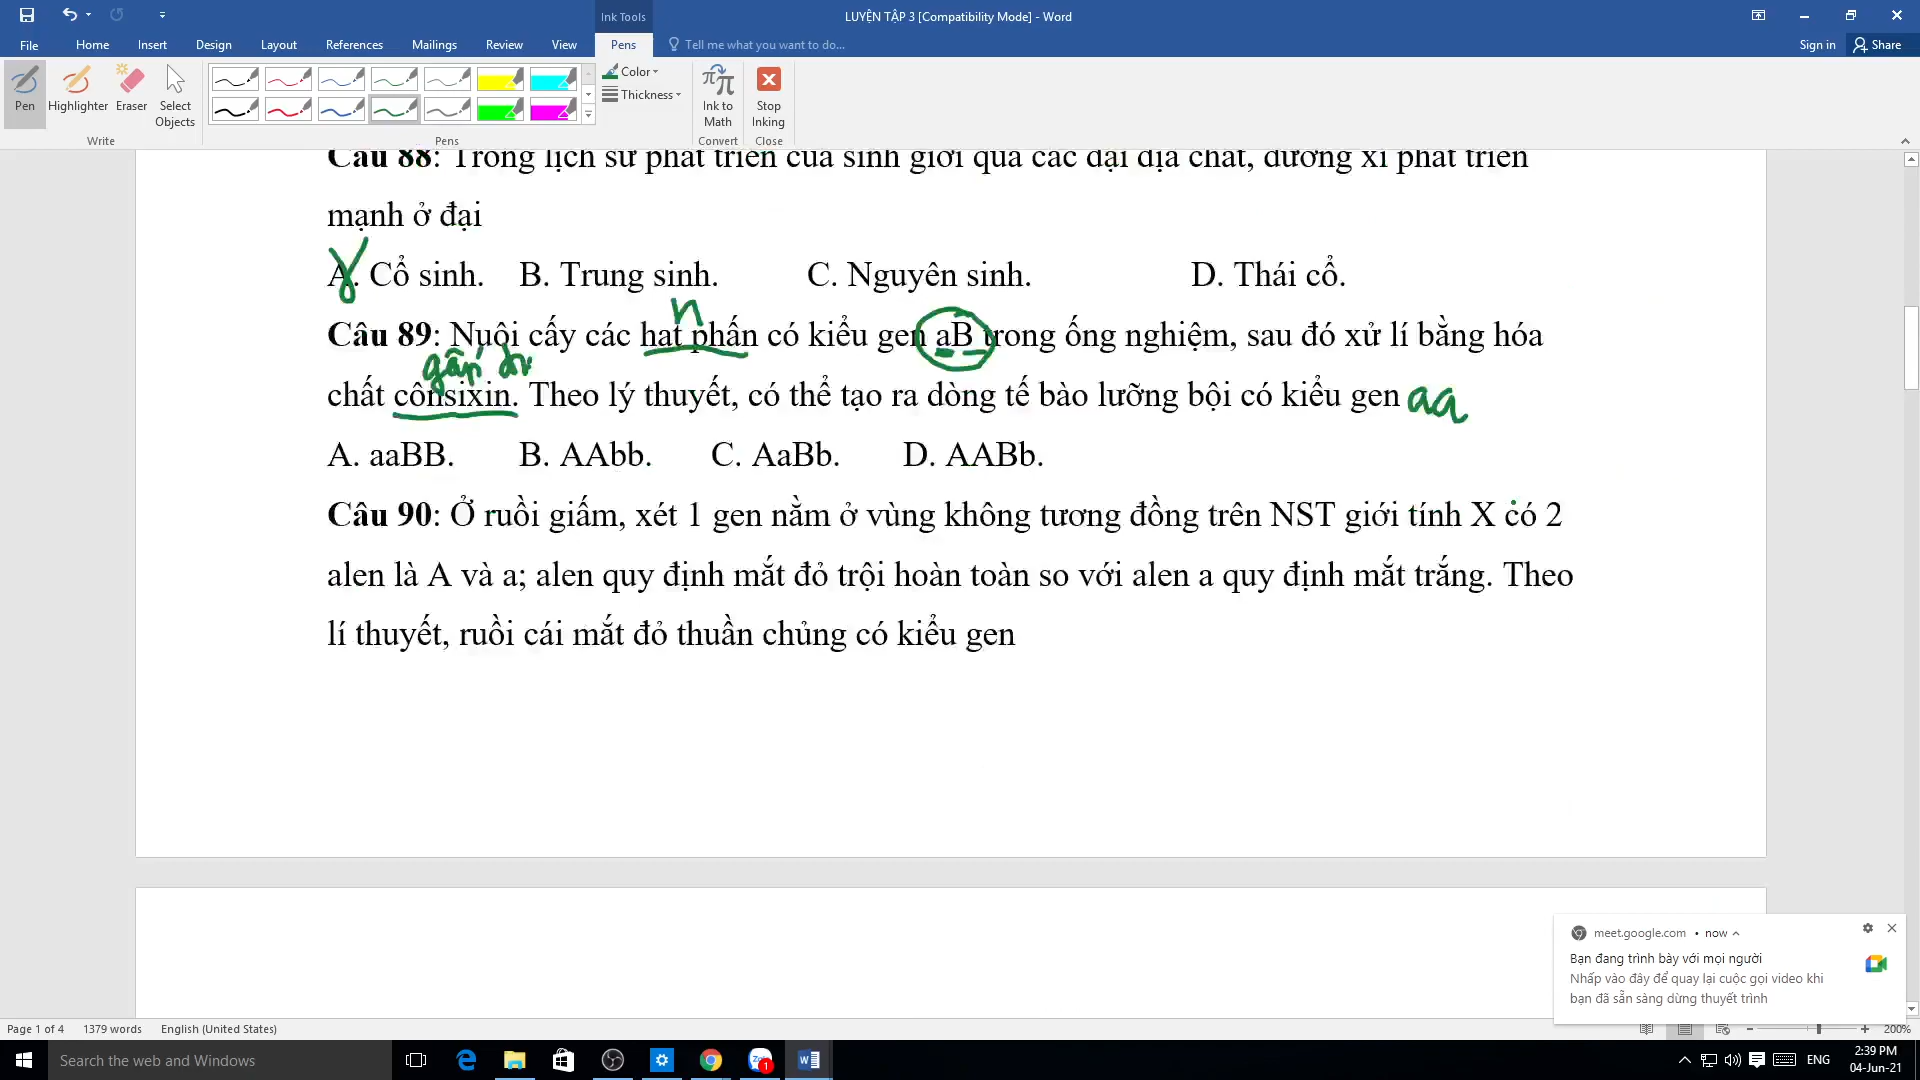 Ink Tools
LUYỆN TẬP 3 [Compatibility Mode] - Word
File Home Insert Design Layout References Mailings Review View Pens Tell me what you want to do... Sign in Share
Pen Highlighter Eraser Select Objects
Color
Thickness
Ink to Math
Stop Inking
Write Pens Convert Close
Câu 88: Trong lịch sử phát triển của sinh giới qua các đại địa chất, dương xỉ phát triển
mạnh ở đại
A. Cổ sinh. B. Trung sinh. C. Nguyên sinh. D. Thái cổ.
n
Câu 89: Nuôi cấy các hạt phấn có kiểu gen aB trong ống nghiệm, sau đó xử lí bằng hóa
chất cônsixin. Theo lý thuyết, có thể tạo ra dòng tế bào lưỡng bội có kiểu gen aa
A. aaBB. B. AAbb. C. AaBb. D. AABb.
Câu 90: Ở ruồi giấm, xét 1 gen nằm ở vùng không tương đồng trên NST giới tính X có 2
alen là A và a; alen quy định mắt đỏ trội hoàn toàn so với alen a quy định mắt trắng. Theo
lí thuyết, ruồi cái mắt đỏ thuần chủng có kiểu gen
meet.google.com • now
Bạn đang trình bày với mọi người
Nhấp vào đây để quay lại cuộc gọi video khi
bạn đã sẵn sàng dừng thuyết trình
Page 1 of 4 1379 words English (United States) 200%
Search the web and Windows
ENG
2:39 PM
04-Jun-21